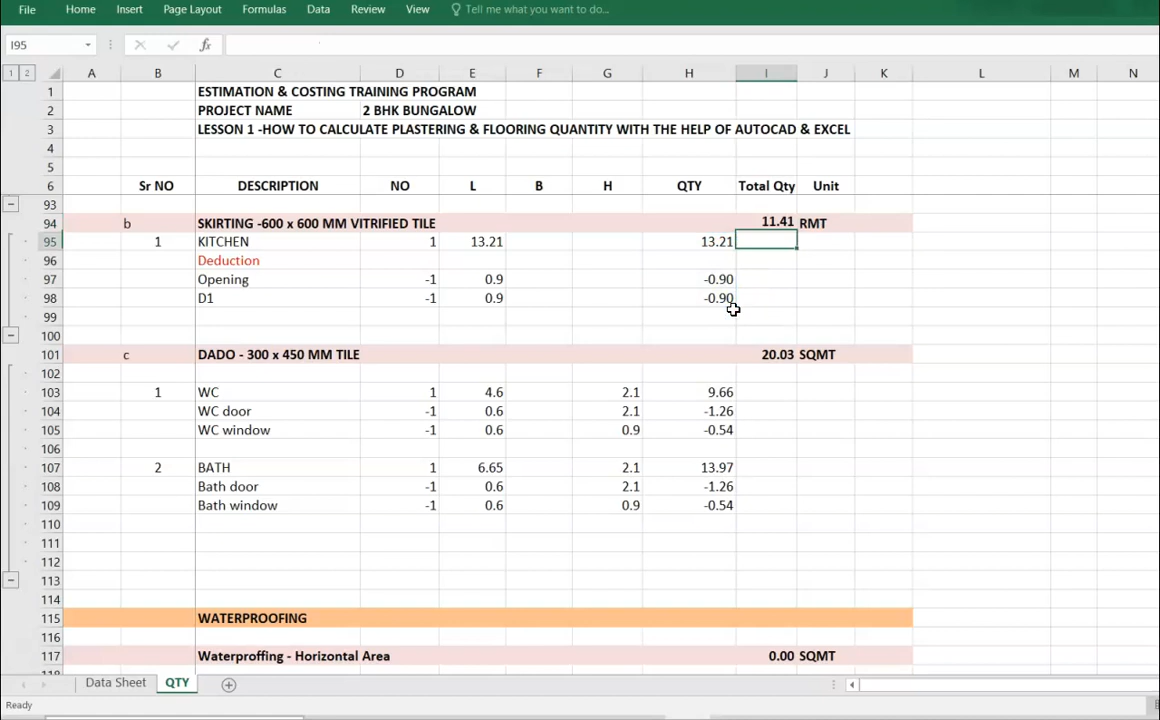 File Home Insert Page Layout Formulas Data Review View Tell me what you want to do...
I95 fx
1 2 A B C D E F G H I J K L M N
1 ESTIMATION & COSTING TRAINING PROGRAM
2 PROJECT NAME 2 BHK BUNGALOW
3 LESSON 1 -HOW TO CALCULATE PLASTERING & FLOORING QUANTITY WITH THE HELP OF AUTOCAD & EXCEL
4
5
6 Sr NO DESCRIPTION NO L B H QTY Total Qty Unit
93
94 b SKIRTING -600 x 600 MM VITRIFIED TILE 11.41 RMT
95 1 KITCHEN 1 13.21 13.21
96 Deduction
97 Opening -1 0.9 -0.90
98 D1 -1 0.9 -0.90
99
100
101 c DADO - 300 x 450 MM TILE 20.03 SQMT
102
103 1 WC 1 4.6 2.1 9.66
104 WC door -1 0.6 2.1 -1.26
105 WC window -1 0.6 0.9 -0.54
106
107 2 BATH 1 6.65 2.1 13.97
108 Bath door -1 0.6 2.1 -1.26
109 Bath window -1 0.6 0.9 -0.54
110
111
112
113
114
115 WATERPROOFING
116
117 Waterproffing - Horizontal Area 0.00 SQMT
Data Sheet QTY
Ready